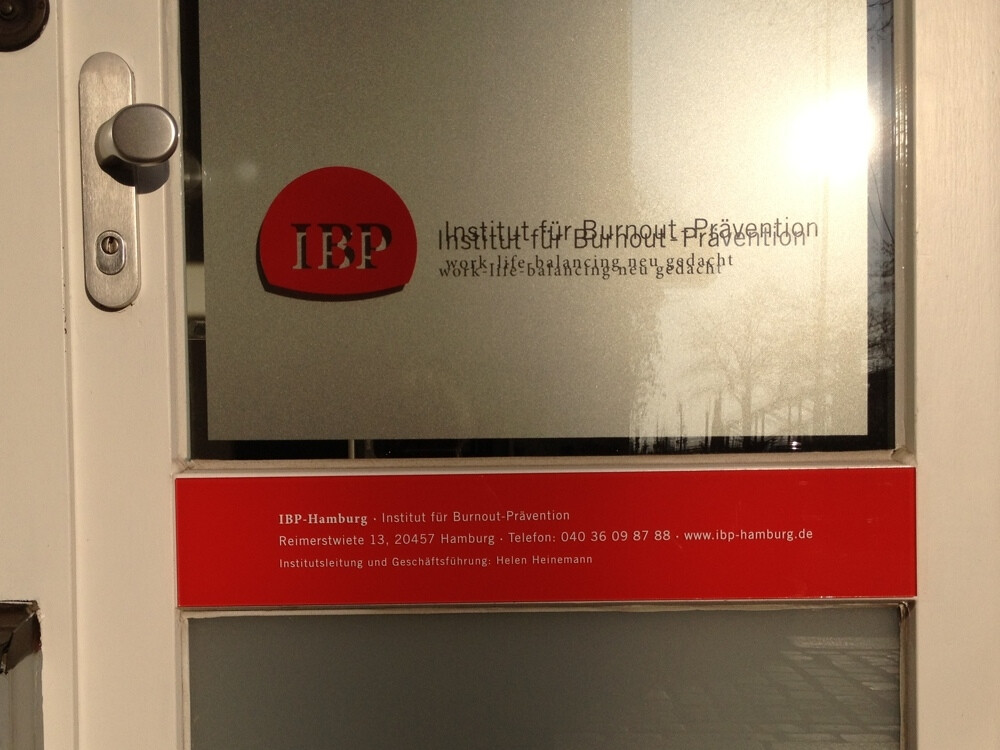 IBP
Institut für Burnout-Prävention
work-life-balancing neu gedacht
IBP-Hamburg · Institut für Burnout-Prävention
Reimerstwiete 13, 20457 Hamburg · Telefon: 040 36 09 87 88 · www.ibp-hamburg.de
Institutsleitung und Geschäftsführung: Helen Heinemann